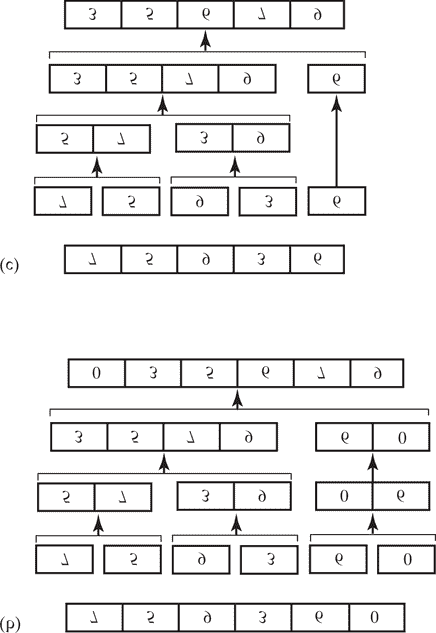 3 5 6 7 9
3 5 7 9 6
5 7 3 9
7 5 9 3 6
(c) 7 5 9 3 6
0 3 5 6 7 9
3 5 7 9 6 0
5 7 3 9 0 6
7 5 9 3 6 0
(b) 7 5 9 3 6 0